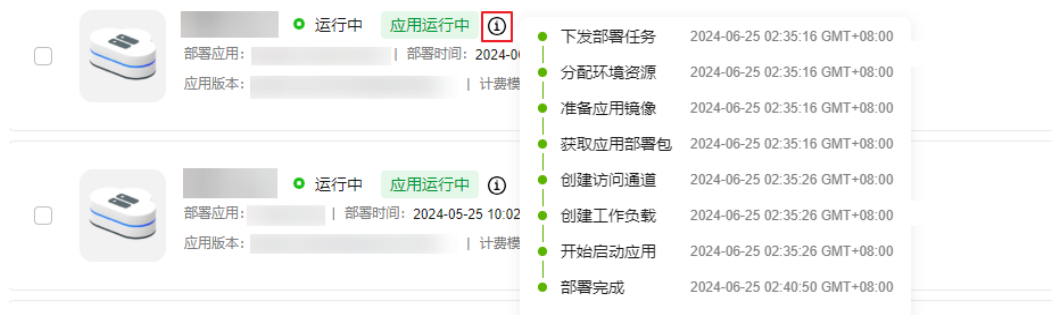 运行中 应用运行中
部署应用: | 部署时间: 2024-0
应用版本: | 计费模
下发部署任务 2024-06-25 02:35:16 GMT+08:00
分配环境资源 2024-06-25 02:35:16 GMT+08:00
准备应用镜像 2024-06-25 02:35:16 GMT+08:00
获取应用部署包 2024-06-25 02:35:16 GMT+08:00
创建访问通道 2024-06-25 02:35:26 GMT+08:00
创建工作负载 2024-06-25 02:35:26 GMT+08:00
开始启动应用 2024-06-25 02:35:26 GMT+08:00
部署完成 2024-06-25 02:40:50 GMT+08:00
运行中 应用运行中
部署应用: | 部署时间: 2024-05-25 10:02
应用版本: | 计费模